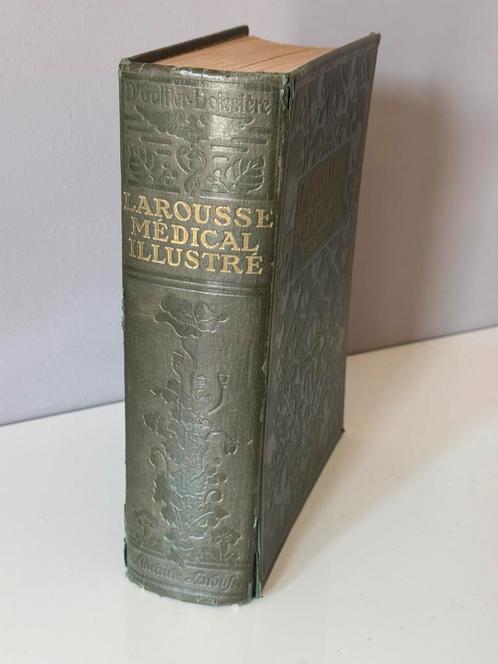 Dr Galtier-Boissière
LAROUSSE
MÉDICAL
ILLUSTRÉ
Librairie Larousse